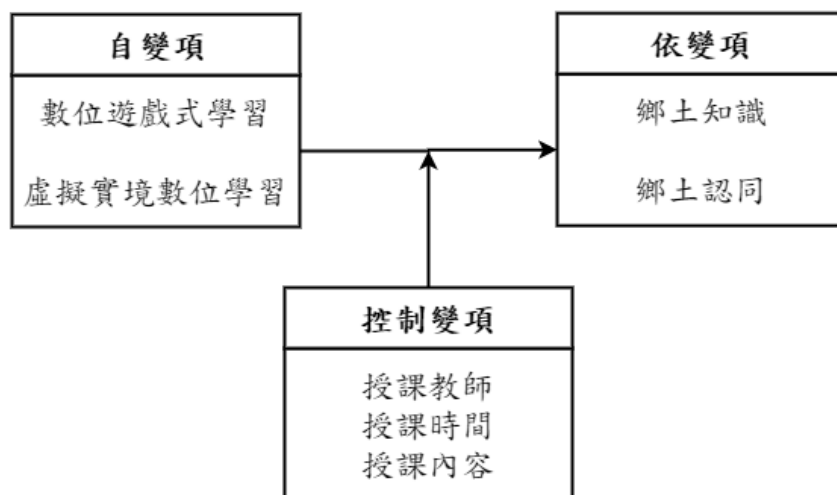 自變項
數位遊戲式學習
虛擬實境數位學習
依變項
鄉土知識
鄉土認同
控制變項
授課教師
授課時間
授課內容